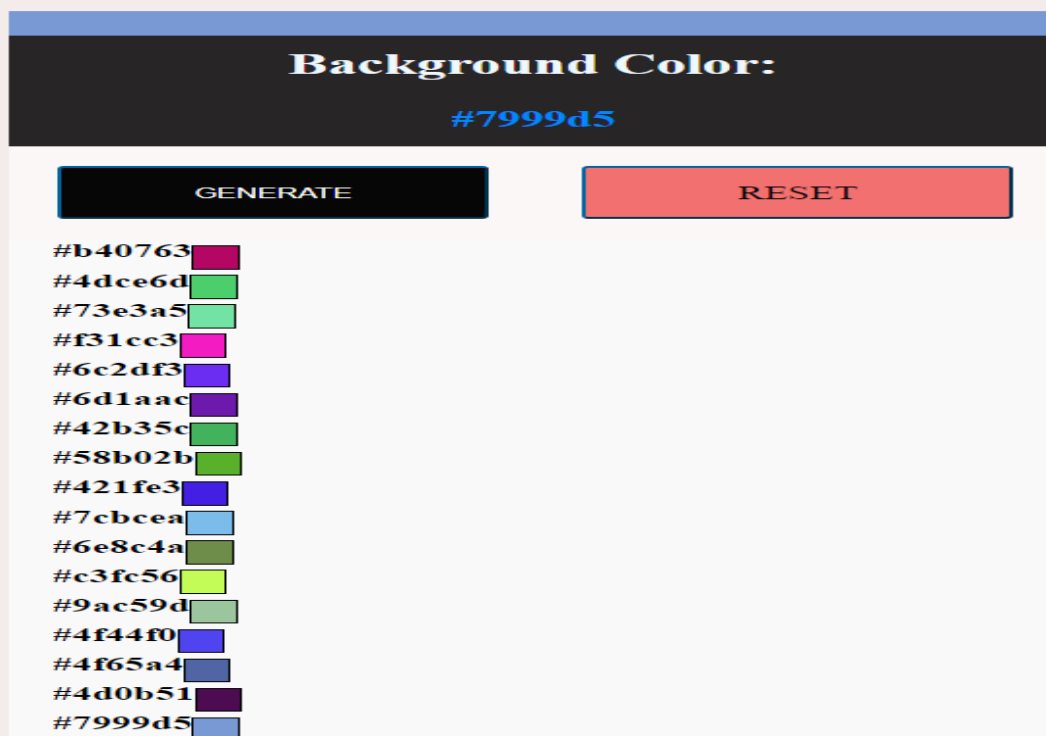 Background Color:
#7999d5
GENERATE RESET
#b40763
#4dce6d
#73e3a5
#f31cc3
#6c2df3
#6d1aac
#42b35c
#58b02b
#421fe3
#7cbcea
#6e8c4a
#c3fc56
#9ac59d
#4f44f0
#4f65a4
#4d0b51
#7999d5